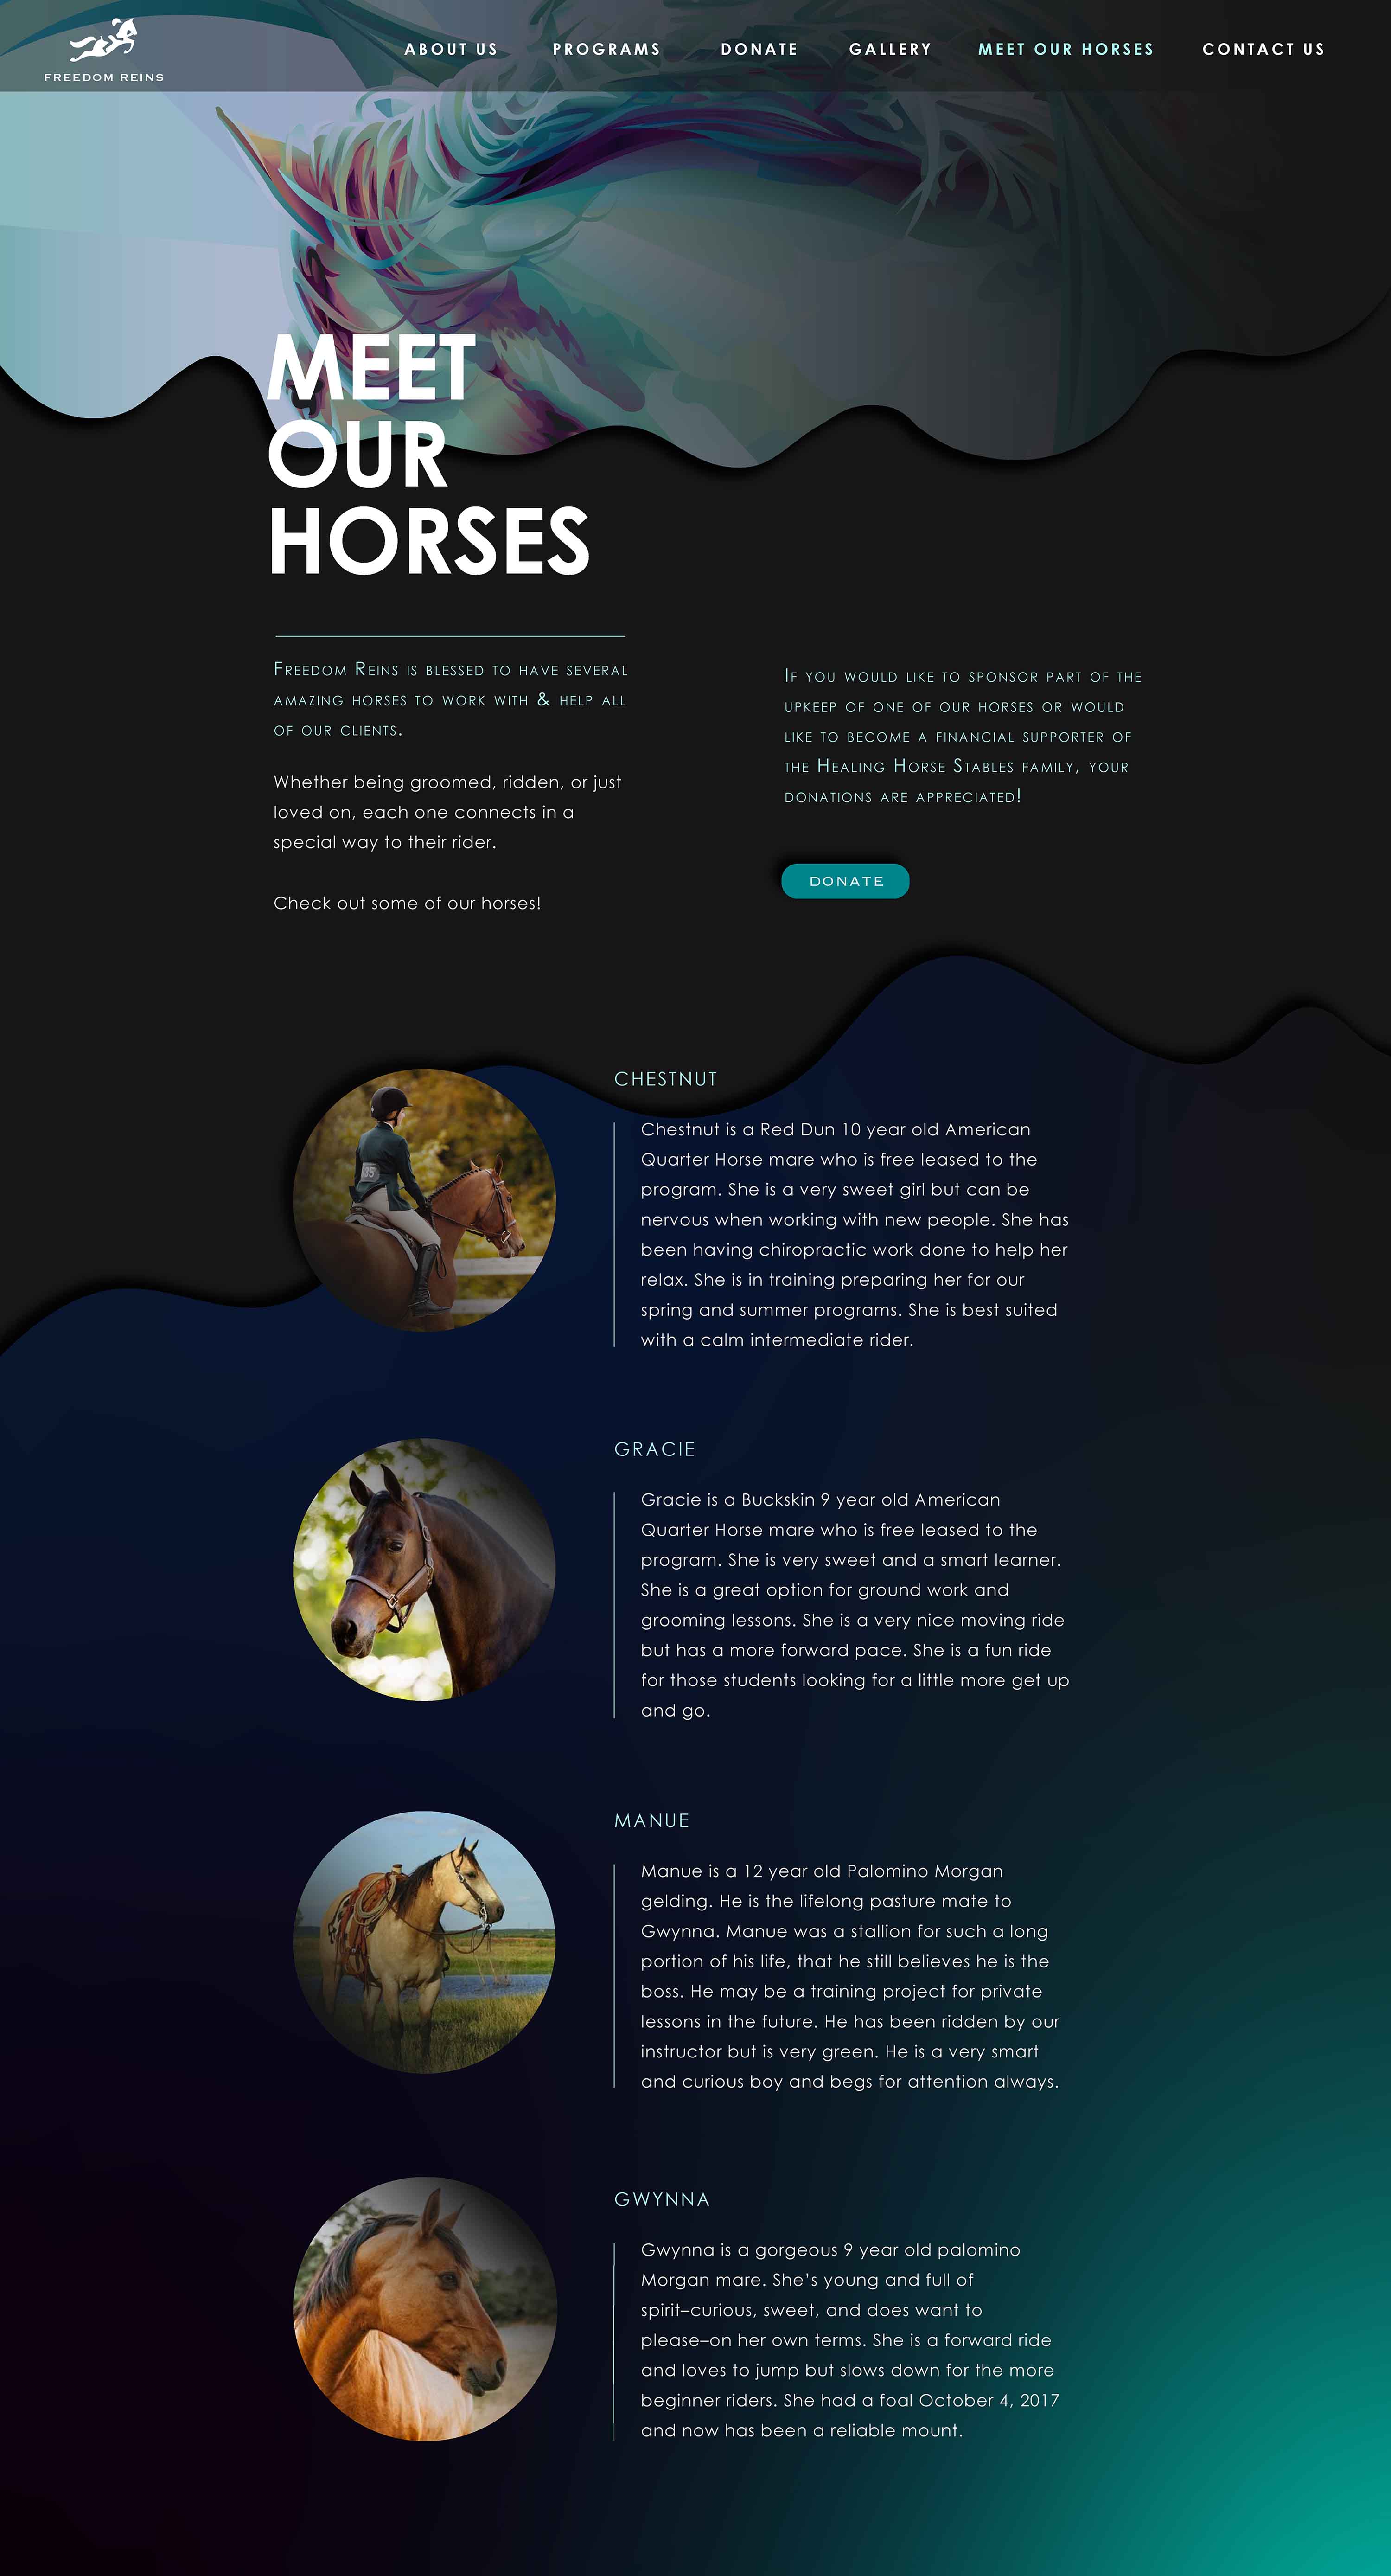 FREEDOM REINS
ABOUT US
PROGRAMS
DONATE
GALLERY
MEET OUR HORSES
CONTACT US
MEET
OUR
HORSES
Freedom Reins is blessed to have several
amazing horses to work with & help all
of our clients.
Whether being groomed, ridden, or just
loved on, each one connects in a
special way to their rider.
Check out some of our horses!
If you would like to sponsor part of the
upkeep of one of our horses or would
like to become a financial supporter of
the Healing Horse Stables family, your
donations are appreciated!
DONATE
CHESTNUT
Chestnut is a Red Dun 10 year old American
Quarter Horse mare who is free leased to the
program. She is a very sweet girl but can be
nervous when working with new people. She has
been having chiropractic work done to help her
relax. She is in training preparing her for our
spring and summer programs. She is best suited
with a calm intermediate rider.
35
GRACIE
Gracie is a Buckskin 9 year old American
Quarter Horse mare who is free leased to the
program. She is very sweet and a smart learner.
She is a great option for ground work and
grooming lessons. She is a very nice moving ride
but has a more forward pace. She is a fun ride
for those students looking for a little more get up
and go.
MANUE
Manue is a 12 year old Palomino Morgan
gelding. He is the lifelong pasture mate to
Gwynna. Manue was a stallion for such a long
portion of his life, that he still believes he is the
boss. He may be a training project for private
lessons in the future. He has been ridden by our
instructor but is very green. He is a very smart
and curious boy and begs for attention always.
GWYNNA
Gwynna is a gorgeous 9 year old palomino
Morgan mare. She’s young and full of
spirit–curious, sweet, and does want to
please–on her own terms. She is a forward ride
and loves to jump but slows down for the more
beginner riders. She had a foal October 4, 2017
and now has been a reliable mount.